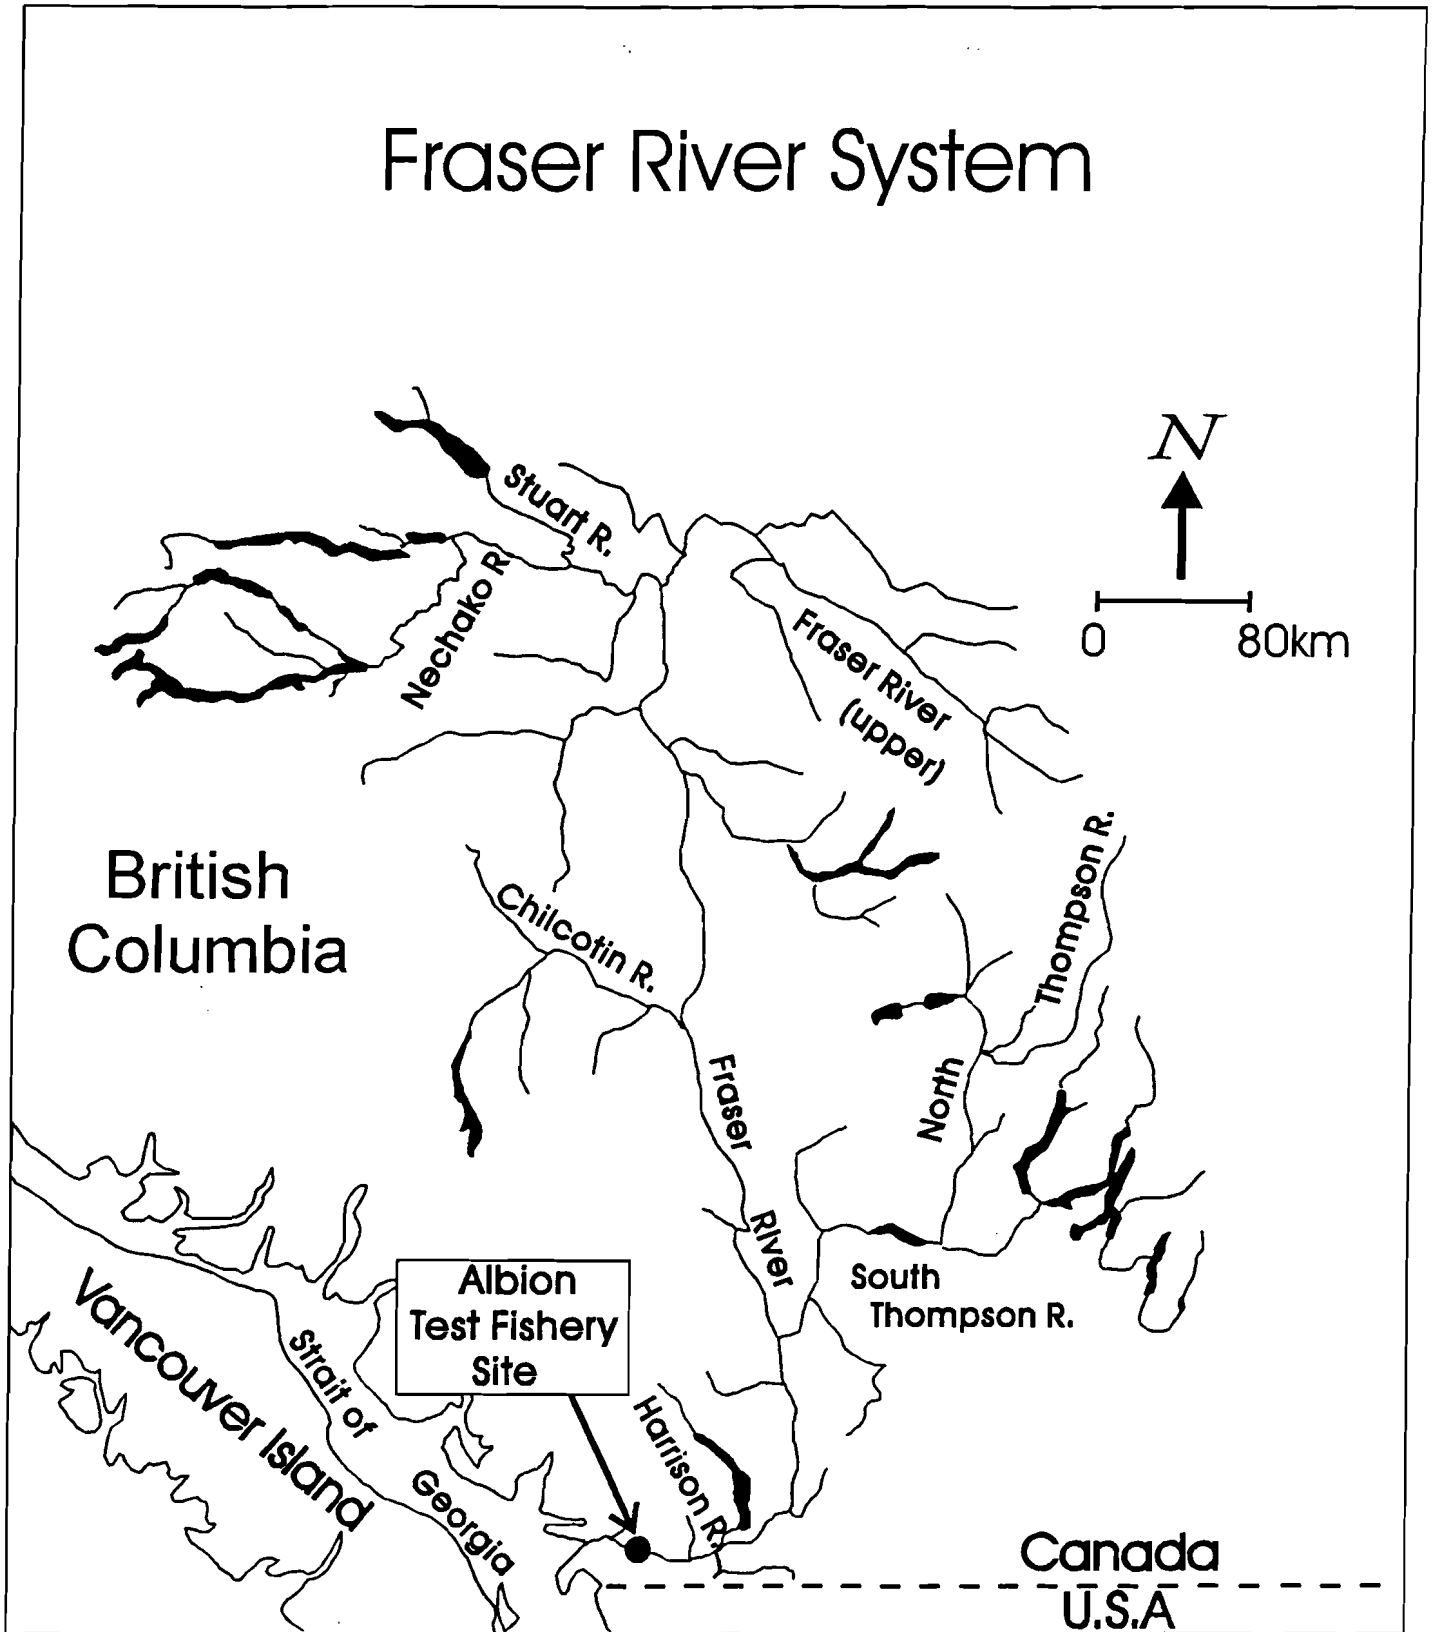 Fraser River System
N
0 80km
Stuart R.
Nechako R
Fraser River
(upper)
British
Columbia
Chilcotin R.
North Thompson R.
Fraser River
South
Thompson R.
Albion
Test Fishery
Site
Vancouver Island
Strait of Georgia
Harrison R.
Canada
U.S.A